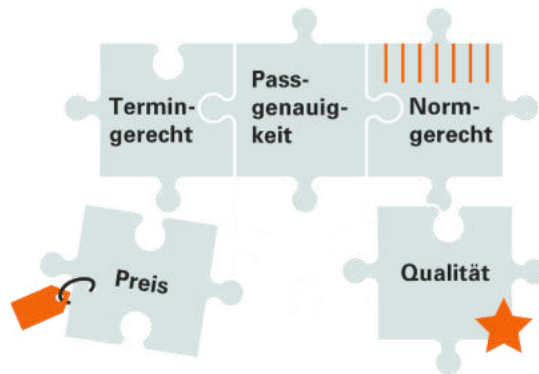 Termin-
gerecht
Pass-
genauig-
keit
Norm-
gerecht
Preis
Qualität